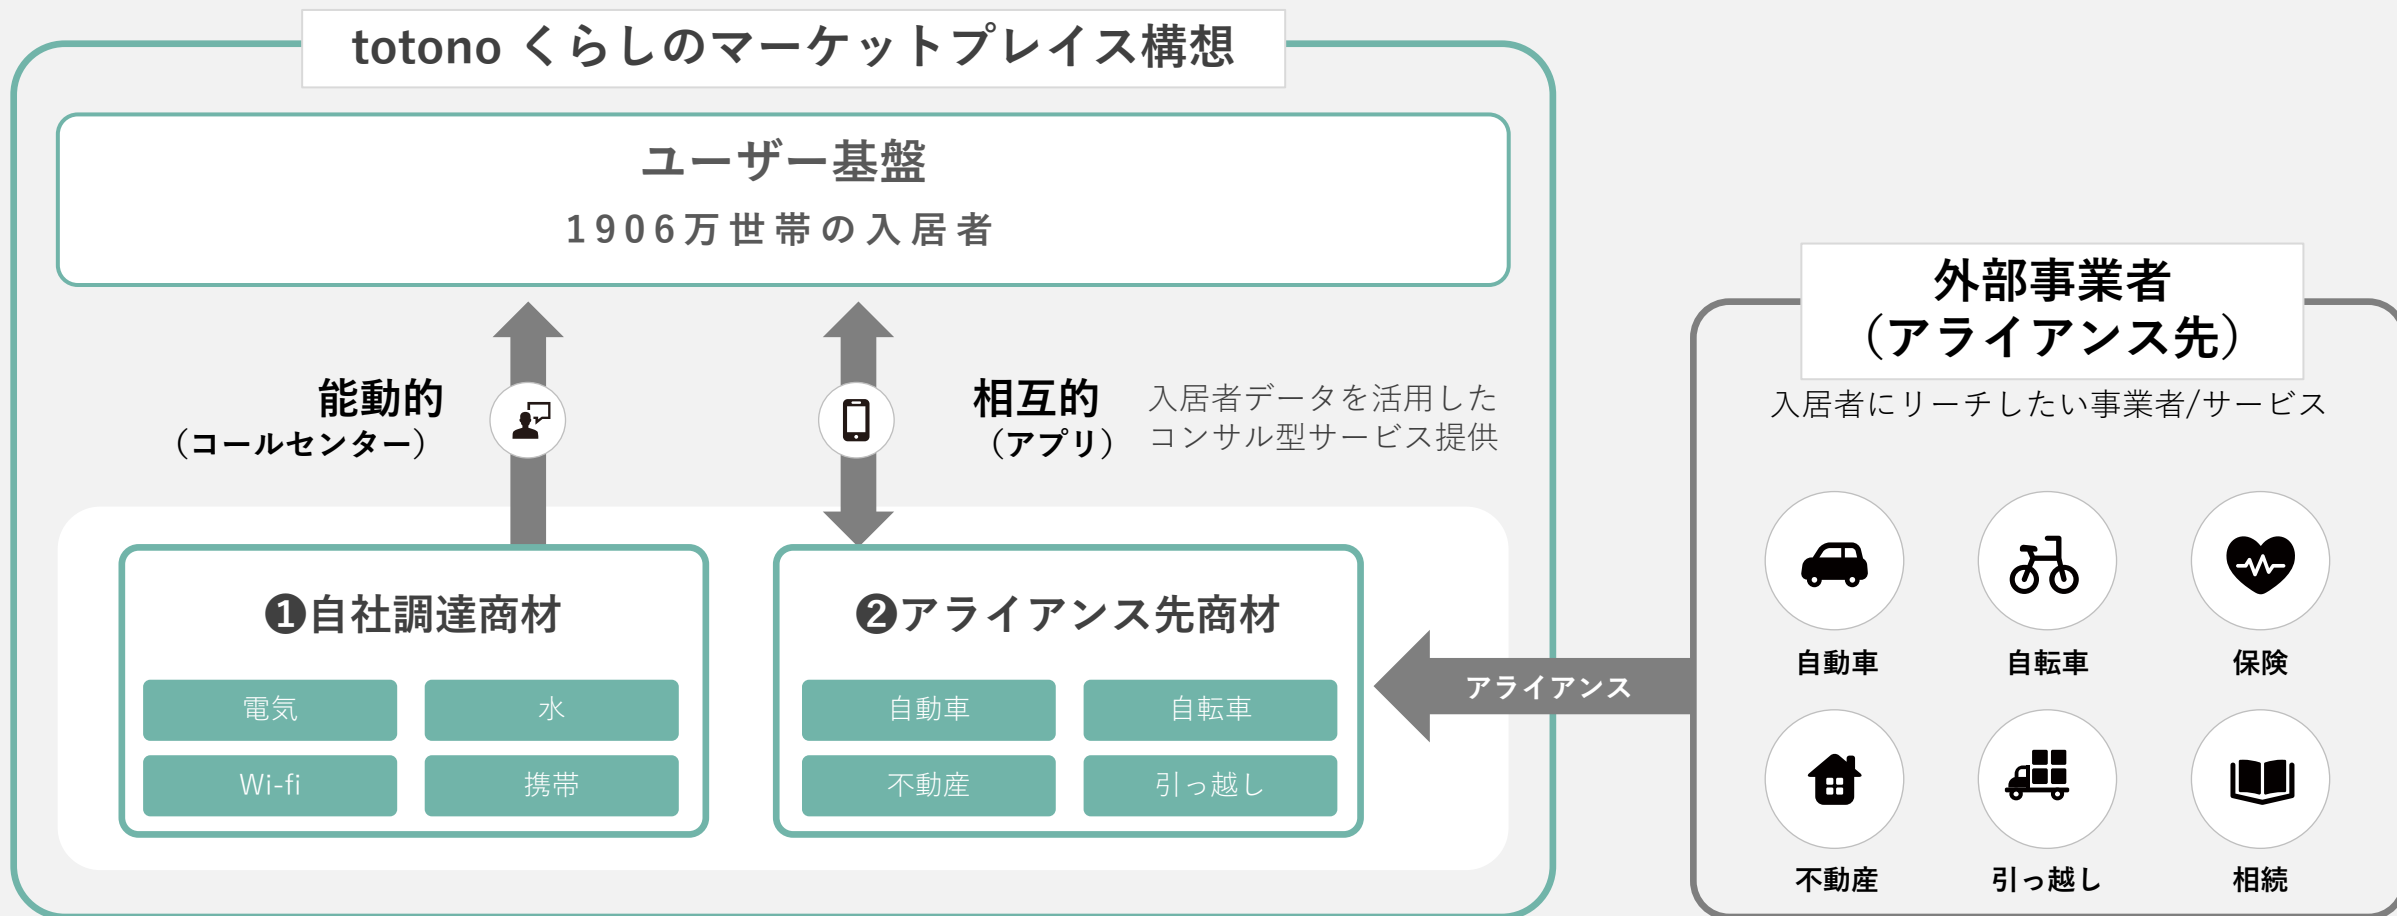 totono くらしのマーケットプレイス構想
ユーザー基盤
1906万世帯の入居者
能動的
（コールセンター）
相互的
（アプリ）
入居者データを活用した
コンサル型サービス提供
❶自社調達商材
電気
水
Wi-fi
携帯
❷アライアンス先商材
自動車
自転車
不動産
引っ越し
アライアンス
外部事業者
（アライアンス先）
入居者にリーチしたい事業者/サービス
自動車
自転車
保険
不動産
引っ越し
相続